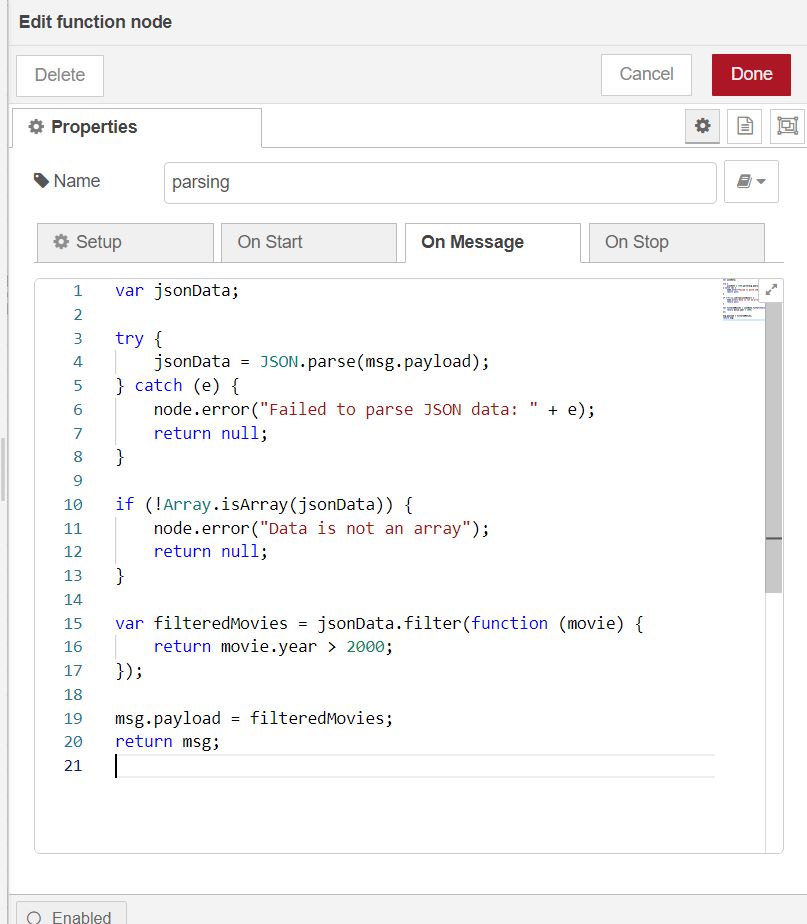 Edit function node
Delete
Cancel
Done
Properties
Name
parsing
Setup
On Start
On Message
On Stop
1 var jsonData;
2
3 try {
4 jsonData = JSON.parse(msg.payload);
5 } catch (e) {
6 node.error("Failed to parse JSON data: " + e);
7 return null;
8 }
9
10 if (!Array.isArray(jsonData)) {
11 node.error("Data is not an array");
12 return null;
13 }
14
15 var filteredMovies = jsonData.filter(function (movie) {
16 return movie.year > 2000;
17 });
18
19 msg.payload = filteredMovies;
20 return msg;
21
Enabled